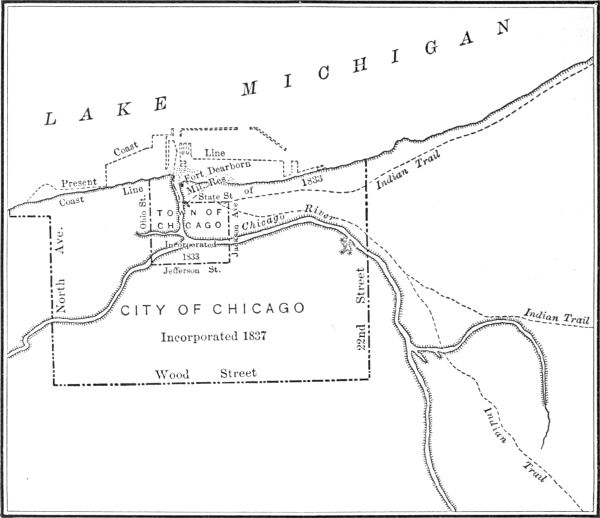 LAKE MICHIGAN
Present Coast Line
Coast Line of 1833
Fort Dearborn
Mil. Res.
State St.
Indian Trail
Ohio St.
TOWN OF
CHICAGO
Incorporated
1833
Jackson Ave.
Jefferson St.
Chicago River
North Ave.
CITY OF CHICAGO
Incorporated 1837
22nd Street
Wood Street
Indian Trail
Indian Trail